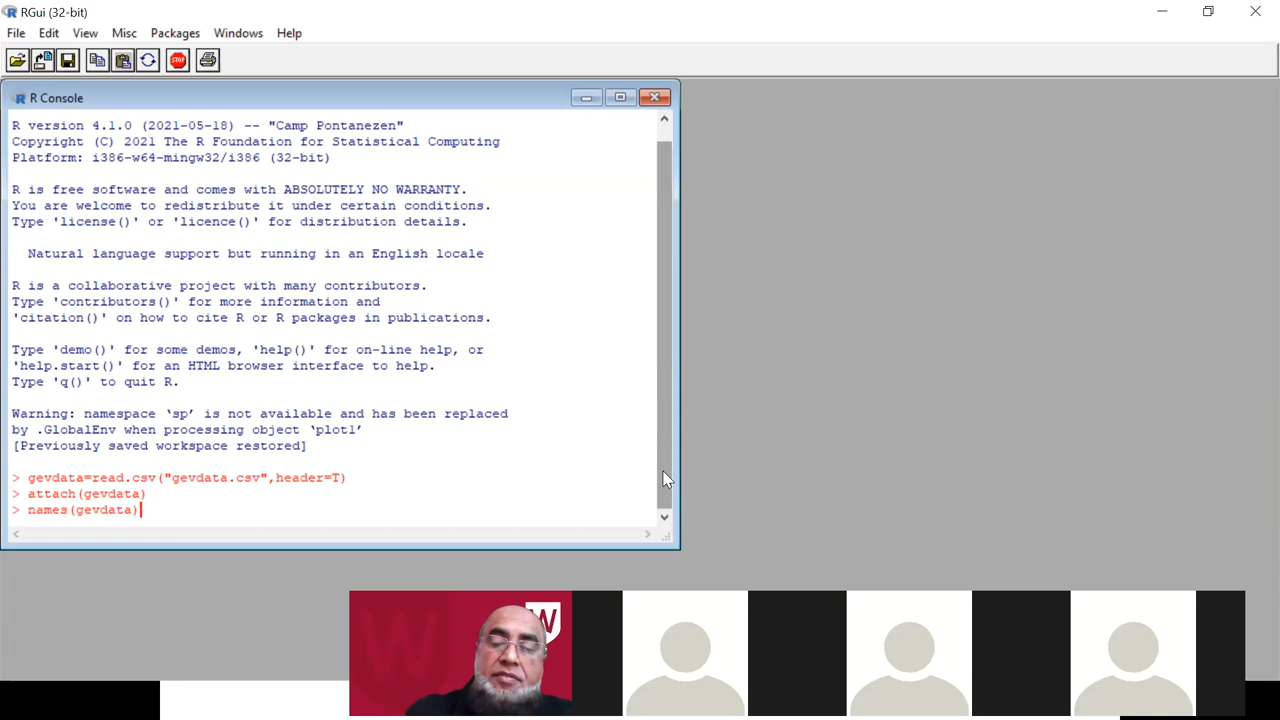 RGui (32-bit)
File Edit View Misc Packages Windows Help
STOP
R Console
R version 4.1.0 (2021-05-18) -- "Camp Pontanezen"
Copyright (C) 2021 The R Foundation for Statistical Computing
Platform: i386-w64-mingw32/i386 (32-bit)
R is free software and comes with ABSOLUTELY NO WARRANTY.
You are welcome to redistribute it under certain conditions.
Type 'license()' or 'licence()' for distribution details.
Natural language support but running in an English locale
R is a collaborative project with many contributors.
Type 'contributors()' for more information and
'citation()' on how to cite R or R packages in publications.
Type 'demo()' for some demos, 'help()' for on-line help, or
'help.start()' for an HTML browser interface to help.
Type 'q()' to quit R.
Warning: namespace ‘sp’ is not available and has been replaced
by .GlobalEnv when processing object ‘plot1’
[Previously saved workspace restored]
> gevdata=read.csv("gevdata.csv",header=T)
> attach(gevdata)
> names(gevdata)
W W